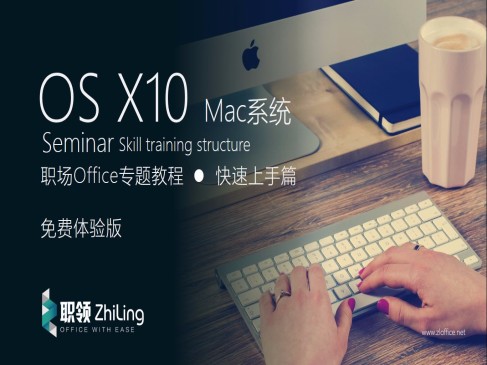 OS X10 Mac系统
Seminar Skill training structure
职场Office专题教程 ● 快速上手篇
免费体验版
职领 ZhiLing
OFFICE WITH EASE
www.zloffice.net